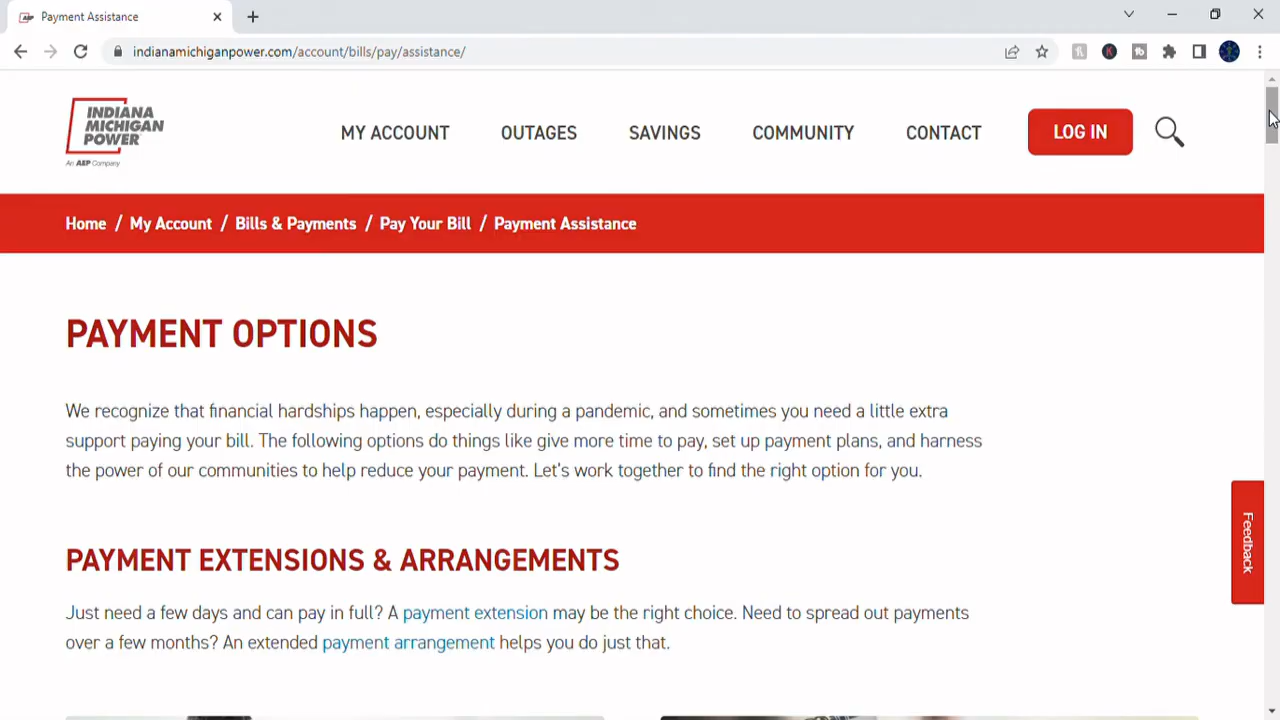 Payment Assistance
indianamichiganpower.com/account/bills/pay/assistance/
INDIANA
MICHIGAN
POWER
An AEP Company
MY ACCOUNT
OUTAGES
SAVINGS
COMMUNITY
CONTACT
LOG IN
Home / My Account / Bills & Payments / Pay Your Bill / Payment Assistance
PAYMENT OPTIONS
We recognize that financial hardships happen, especially during a pandemic, and sometimes you need a little extra
support paying your bill. The following options do things like give more time to pay, set up payment plans, and harness
the power of our communities to help reduce your payment. Let's work together to find the right option for you.
Feedback
PAYMENT EXTENSIONS & ARRANGEMENTS
Just need a few days and can pay in full? A payment extension may be the right choice. Need to spread out payments
over a few months? An extended payment arrangement helps you do just that.